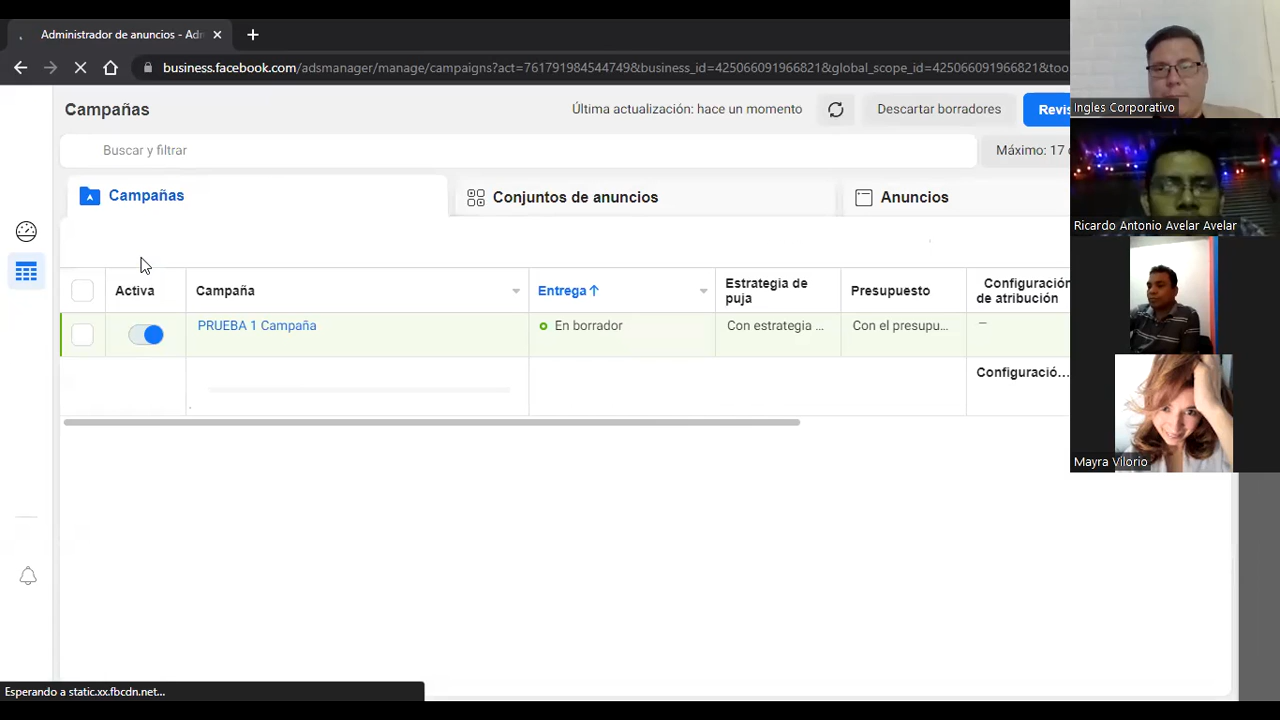 Administrador de anuncios - Adm
business.facebook.com/adsmanager/manage/campaigns?act=761791984544749&business_id=425066091966821&global_scope_id=425066091966821&too
Campañas
Última actualización: hace un momento
Descartar borradores
Revis
Buscar y filtrar
Máximo: 17
Campañas
Conjuntos de anuncios
Anuncios
Activa
Campaña
Entrega↑
Estrategia de
puja
Presupuesto
Configuración
de atribución
PRUEBA 1 Campaña
En borrador
Con estrategia ...
Con el presupu...
—
Configuració...
Esperando a static.xx.fbcdn.net...
Ingles Corporativo
Ricardo Antonio Avelar Avelar
Mayra Vilorio